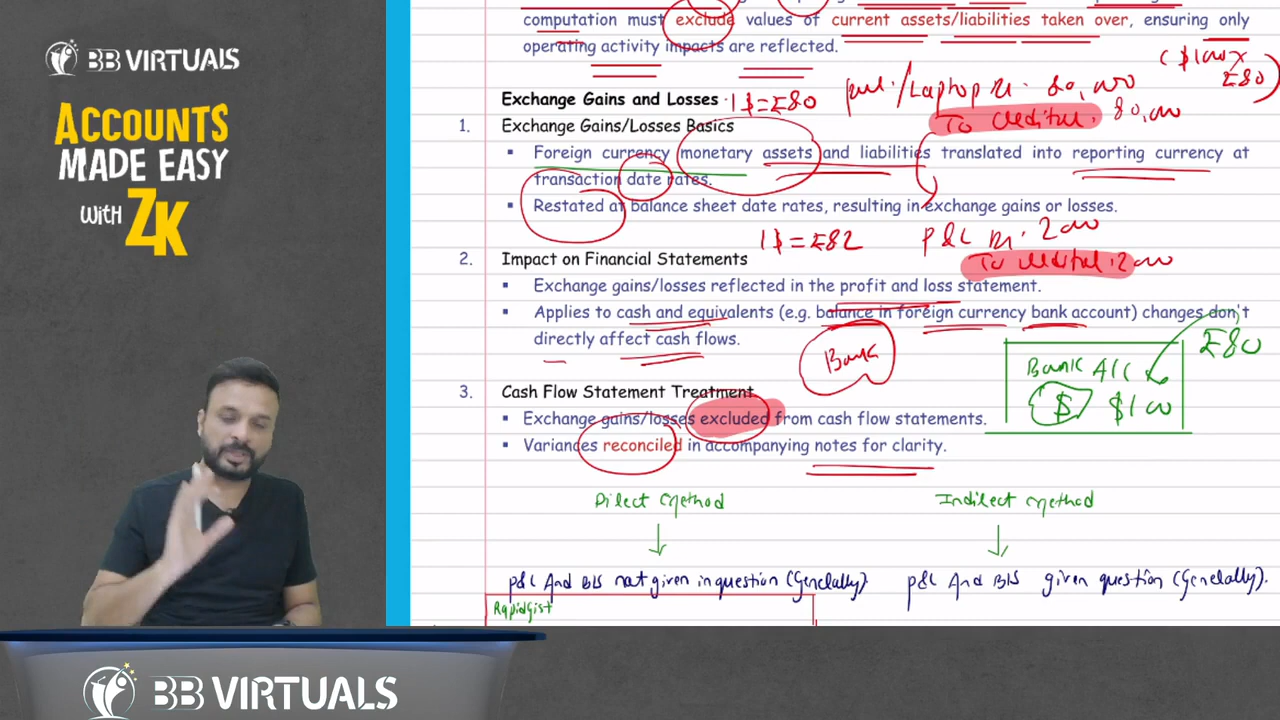 BB VIRTUALS
ACCOUNTS
MADE EASY
WITH ZK
computation must exclude values of current assets/liabilities taken over, ensuring only
operating activity impacts are reflected.
($100x
₹80)
Exchange Gains and Losses
1$=₹80
/Laptop 80,000
To creditor. 80,000
1. Exchange Gains/Losses Basics
▪ Foreign currency monetary assets and liabilities translated into reporting currency at
transaction date rates.
▪ Restated at balance sheet date rates, resulting in exchange gains or losses.
1$=₹82
P&L
To creditor. 2000
2. Impact on Financial Statements
▪ Exchange gains/losses reflected in the profit and loss statement.
▪ Applies to cash and equivalents (e.g. balance in foreign currency bank account) changes don't
directly affect cash flows.
Bank
₹80
Bank A/C
$ $100
3. Cash Flow Statement Treatment
▪ Exchange gains/losses excluded from cash flow statements.
▪ Variances reconciled in accompanying notes for clarity.
Direct method
Indirect method
P&L And B/S not given in question (Generally)
P&L And B/S given question (Generally).
RapidGist
BB VIRTUALS